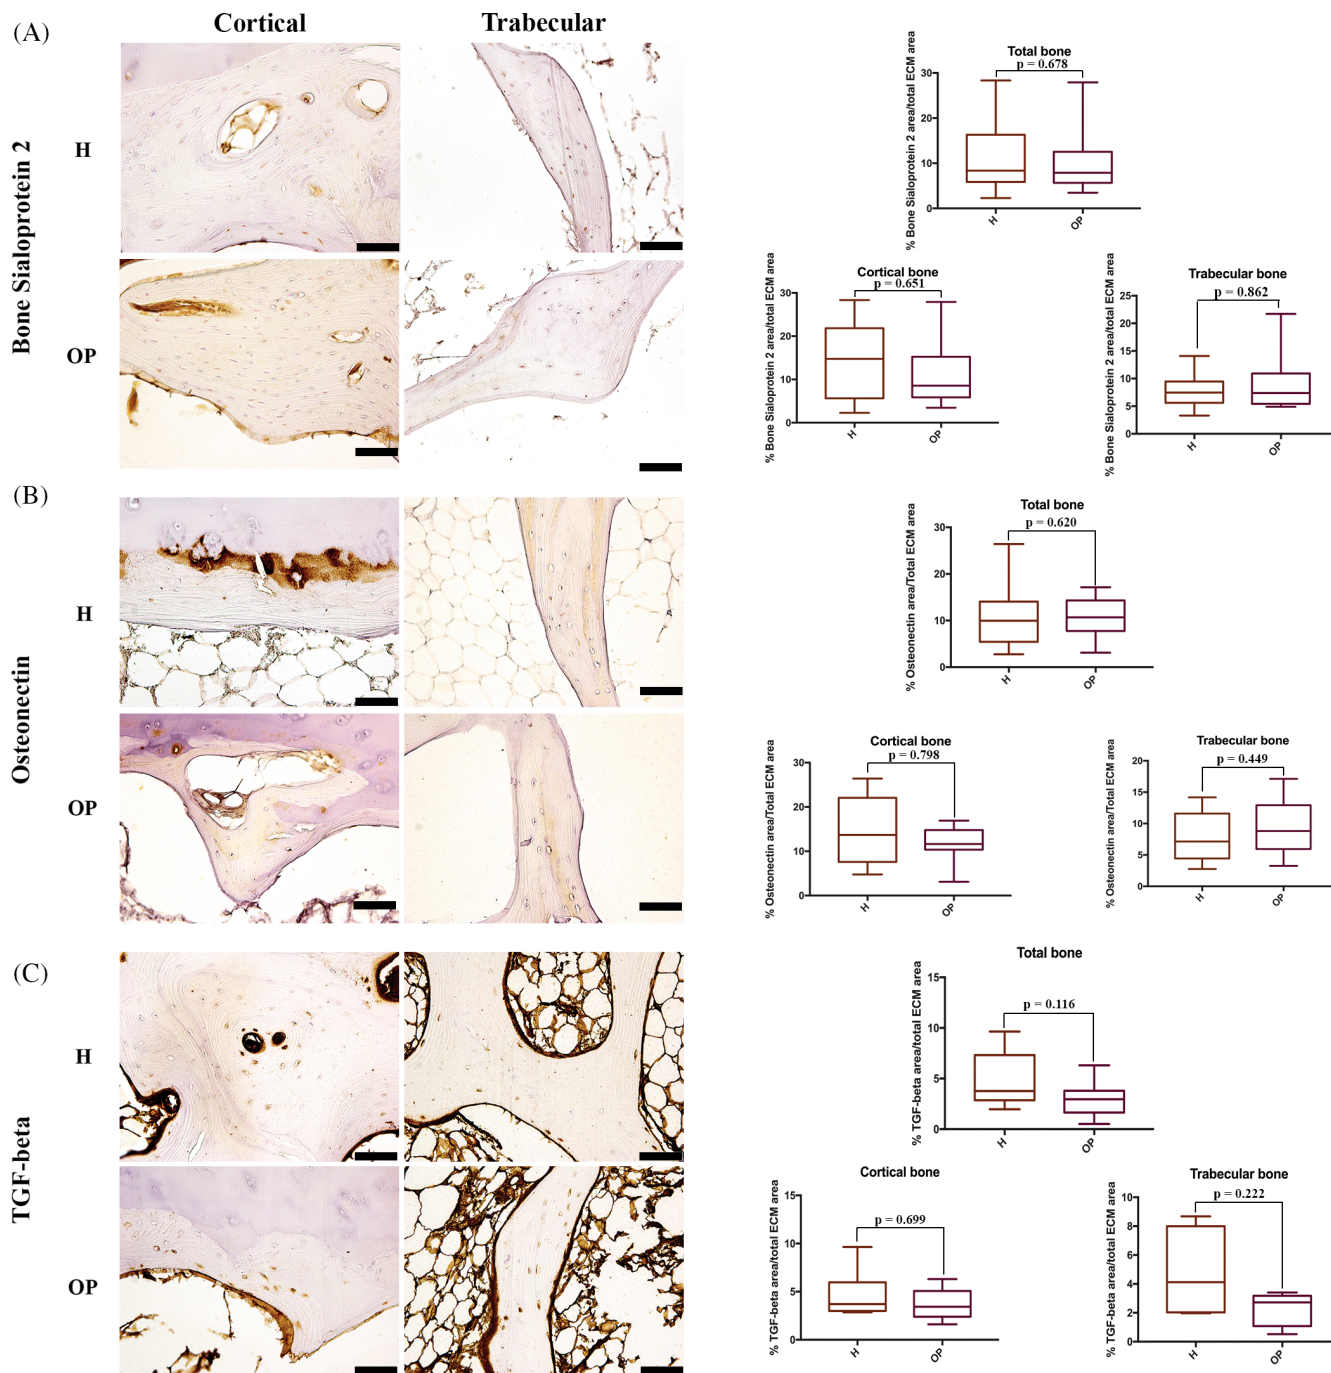 (A)
Cortical
Trabecular
Bone Sialoprotein 2
H
OP
Total bone
p = 0.678
% Bone Sialoprotein 2 area/total ECM area
30
20
10
0
H
OP
Cortical bone
p = 0.651
% Bone Sialoprotein 2 area/total ECM area
30
20
10
0
H
OP
Trabecular bone
p = 0.862
% Bone Sialoprotein 2 area/total ECM area
25
20
15
10
5
0
H
OP
(B)
Osteonectin
H
OP
Total bone
p = 0.620
% Osteonectin area/Total ECM area
30
20
10
0
H
OP
Cortical bone
p = 0.798
% Osteonectin area/Total ECM area
30
20
10
0
H
OP
Trabecular bone
p = 0.449
% Osteonectin area/Total ECM area
20
15
10
5
0
H
OP
(C)
TGF-beta
H
OP
Total bone
p = 0.116
% TGF-beta area/total ECM area
15
10
5
0
H
OP
Cortical bone
p = 0.699
% TGF-beta area/total ECM area
15
10
5
0
H
OP
Trabecular bone
p = 0.222
% TGF-beta area/total ECM area
10
8
6
4
2
0
H
OP